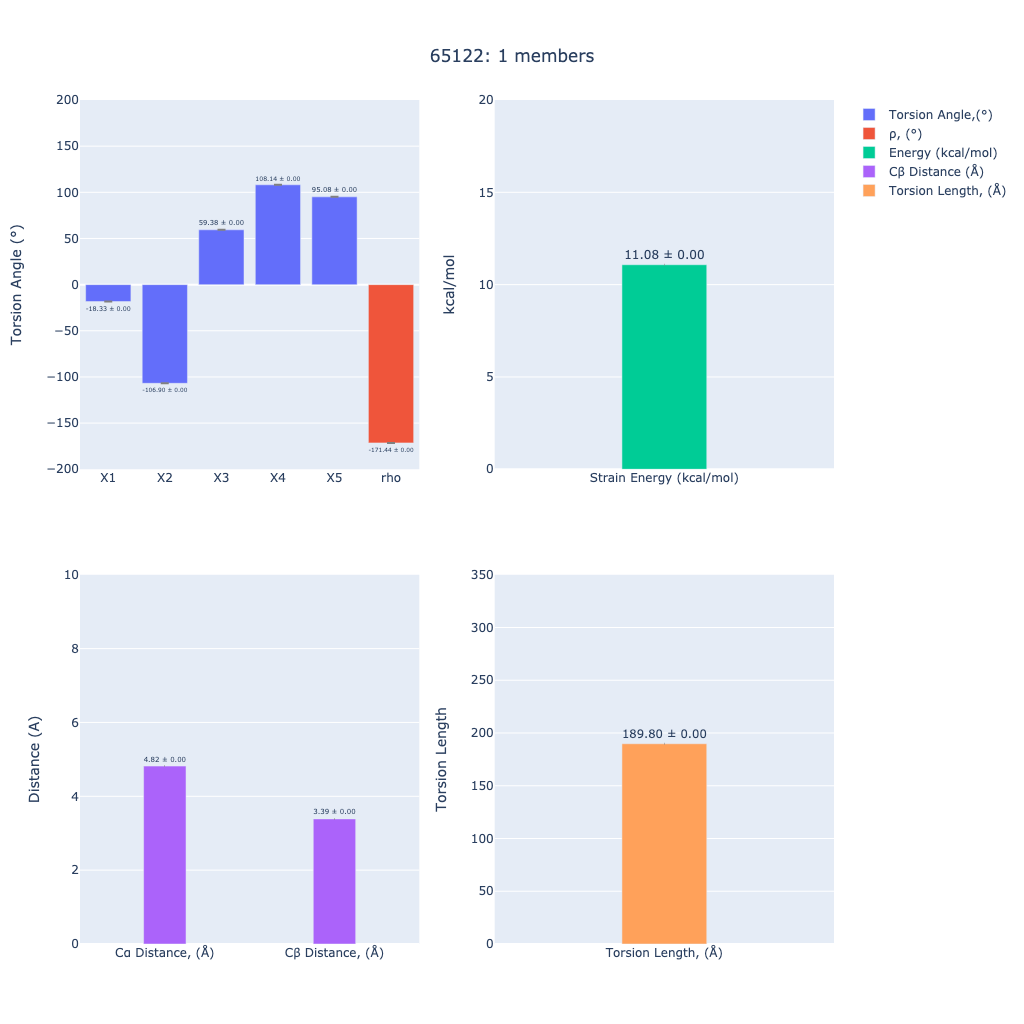 65122: 1 members
Torsion Angle (°)
200
150
100
50
0
−50
−100
−150
−200
-18.33 ± 0.00
-106.90 ± 0.00
59.38 ± 0.00
108.14 ± 0.00
95.08 ± 0.00
-171.44 ± 0.00
X1 X2 X3 X4 X5 rho
kcal/mol
20
15
10
5
0
11.08 ± 0.00
Strain Energy (kcal/mol)
Torsion Angle,(°)
ρ, (°)
Energy (kcal/mol)
Cβ Distance (Å)
Torsion Length, (Å)
Distance (A)
10
8
6
4
2
0
4.82 ± 0.00
3.39 ± 0.00
Cα Distance, (Å) Cβ Distance, (Å)
Torsion Length
350
300
250
200
150
100
50
0
189.80 ± 0.00
Torsion Length, (Å)